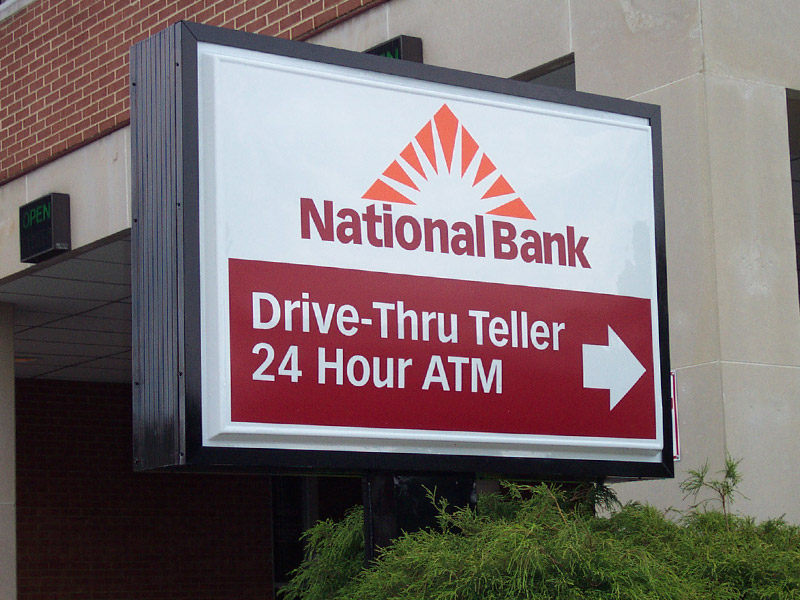 National Bank
Drive-Thru Teller
24 Hour ATM
OPEN